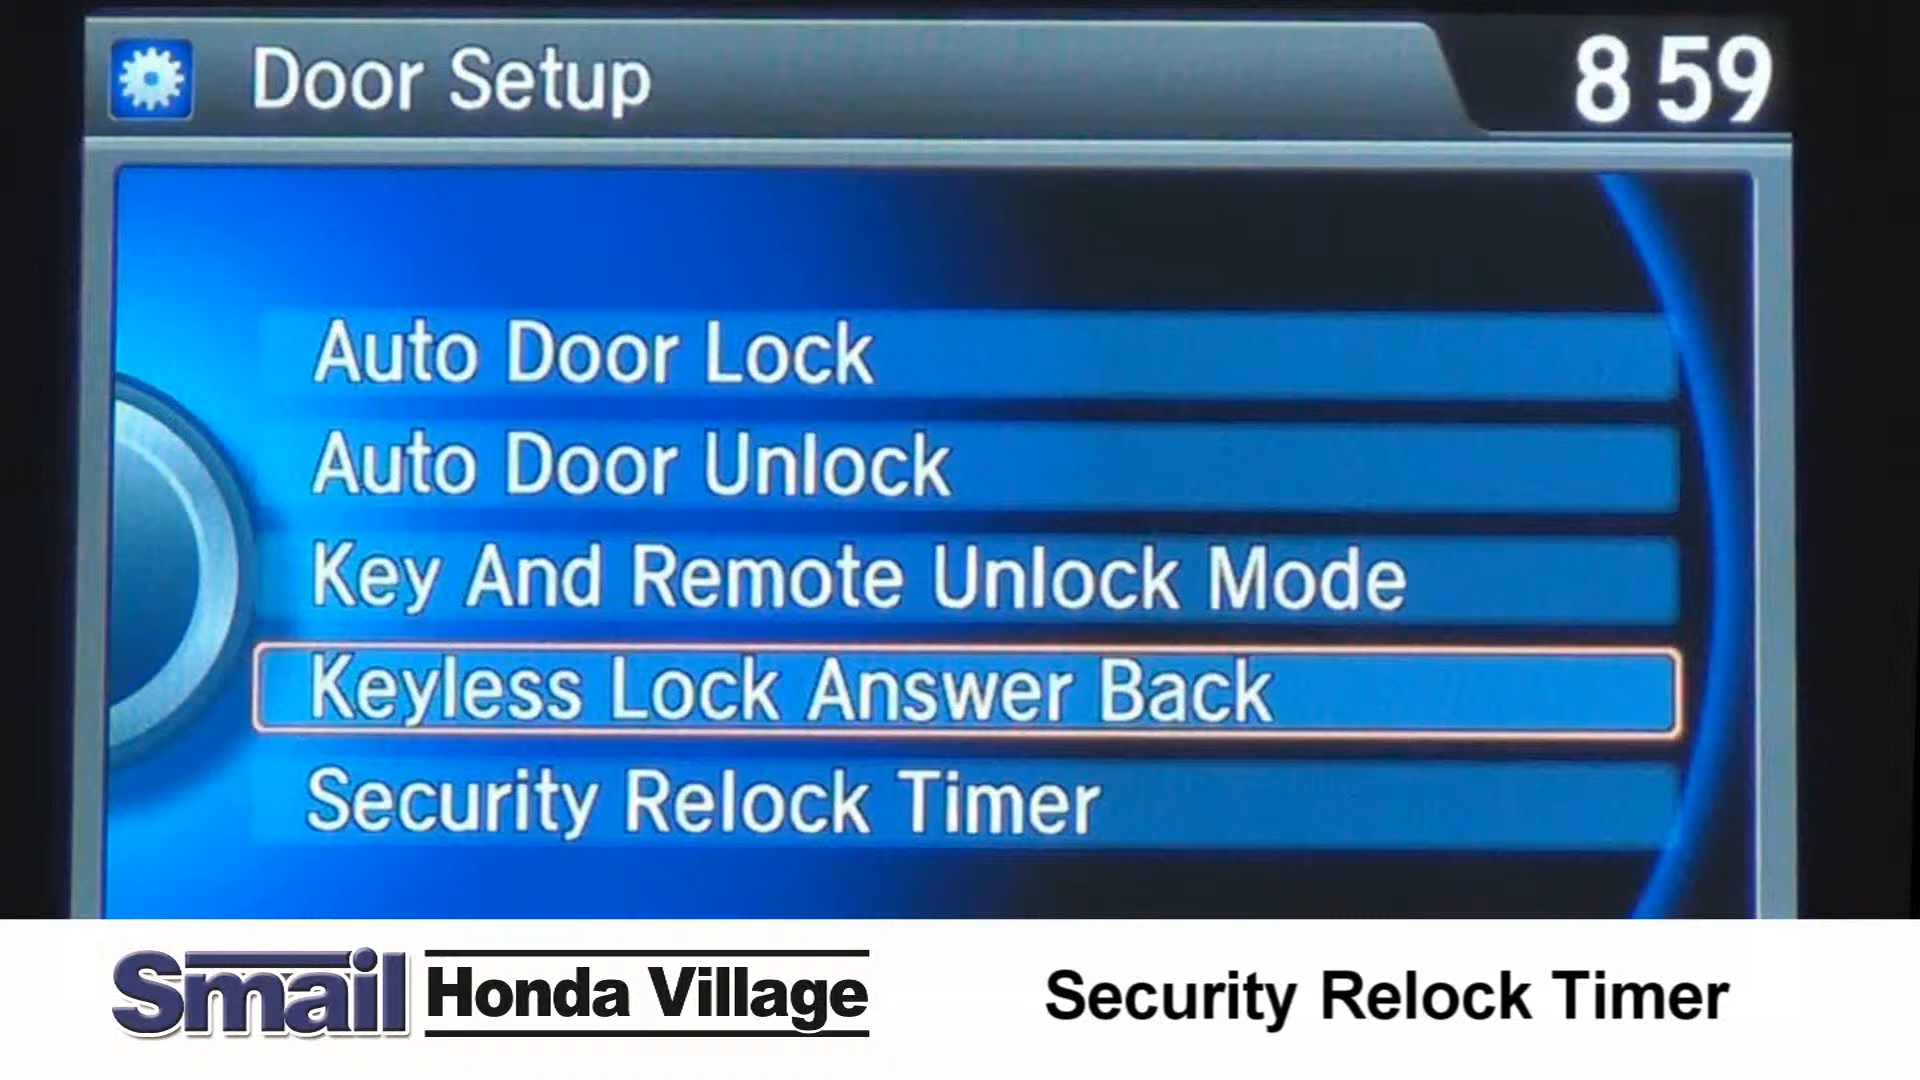 Door Setup
8 59
Auto Door Lock
Auto Door Unlock
Key And Remote Unlock Mode
Keyless Lock Answer Back
Security Relock Timer
Smail Honda Village
Security Relock Timer